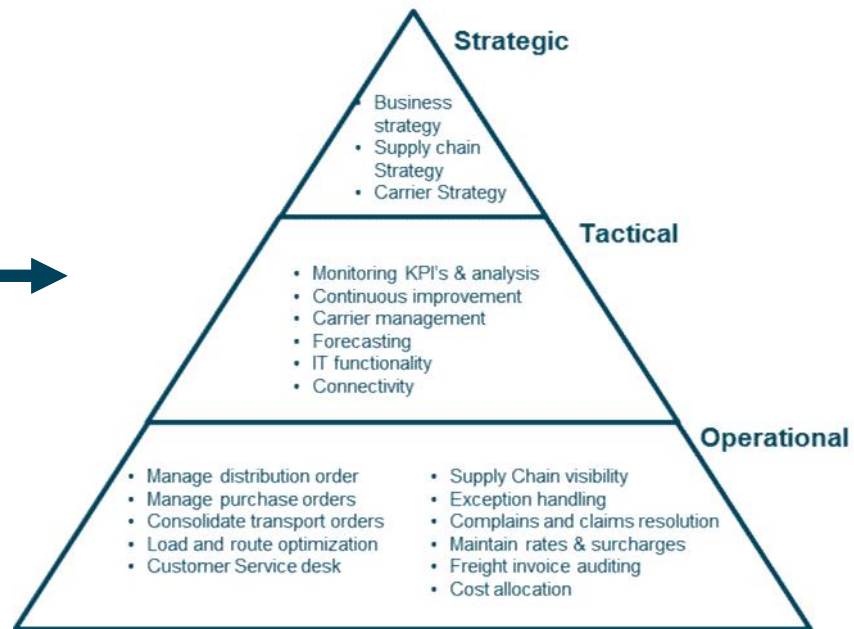 Strategic
• Business
strategy
• Supply chain
Strategy
• Carrier Strategy
Tactical
• Monitoring KPI's & analysis
• Continuous improvement
• Carrier management
• Forecasting
• IT functionality
• Connectivity
Operational
• Manage distribution order
• Manage purchase orders
• Consolidate transport orders
• Load and route optimization
• Customer Service desk
• Supply Chain visibility
• Exception handling
• Complains and claims resolution
• Maintain rates & surcharges
• Freight invoice auditing
• Cost allocation